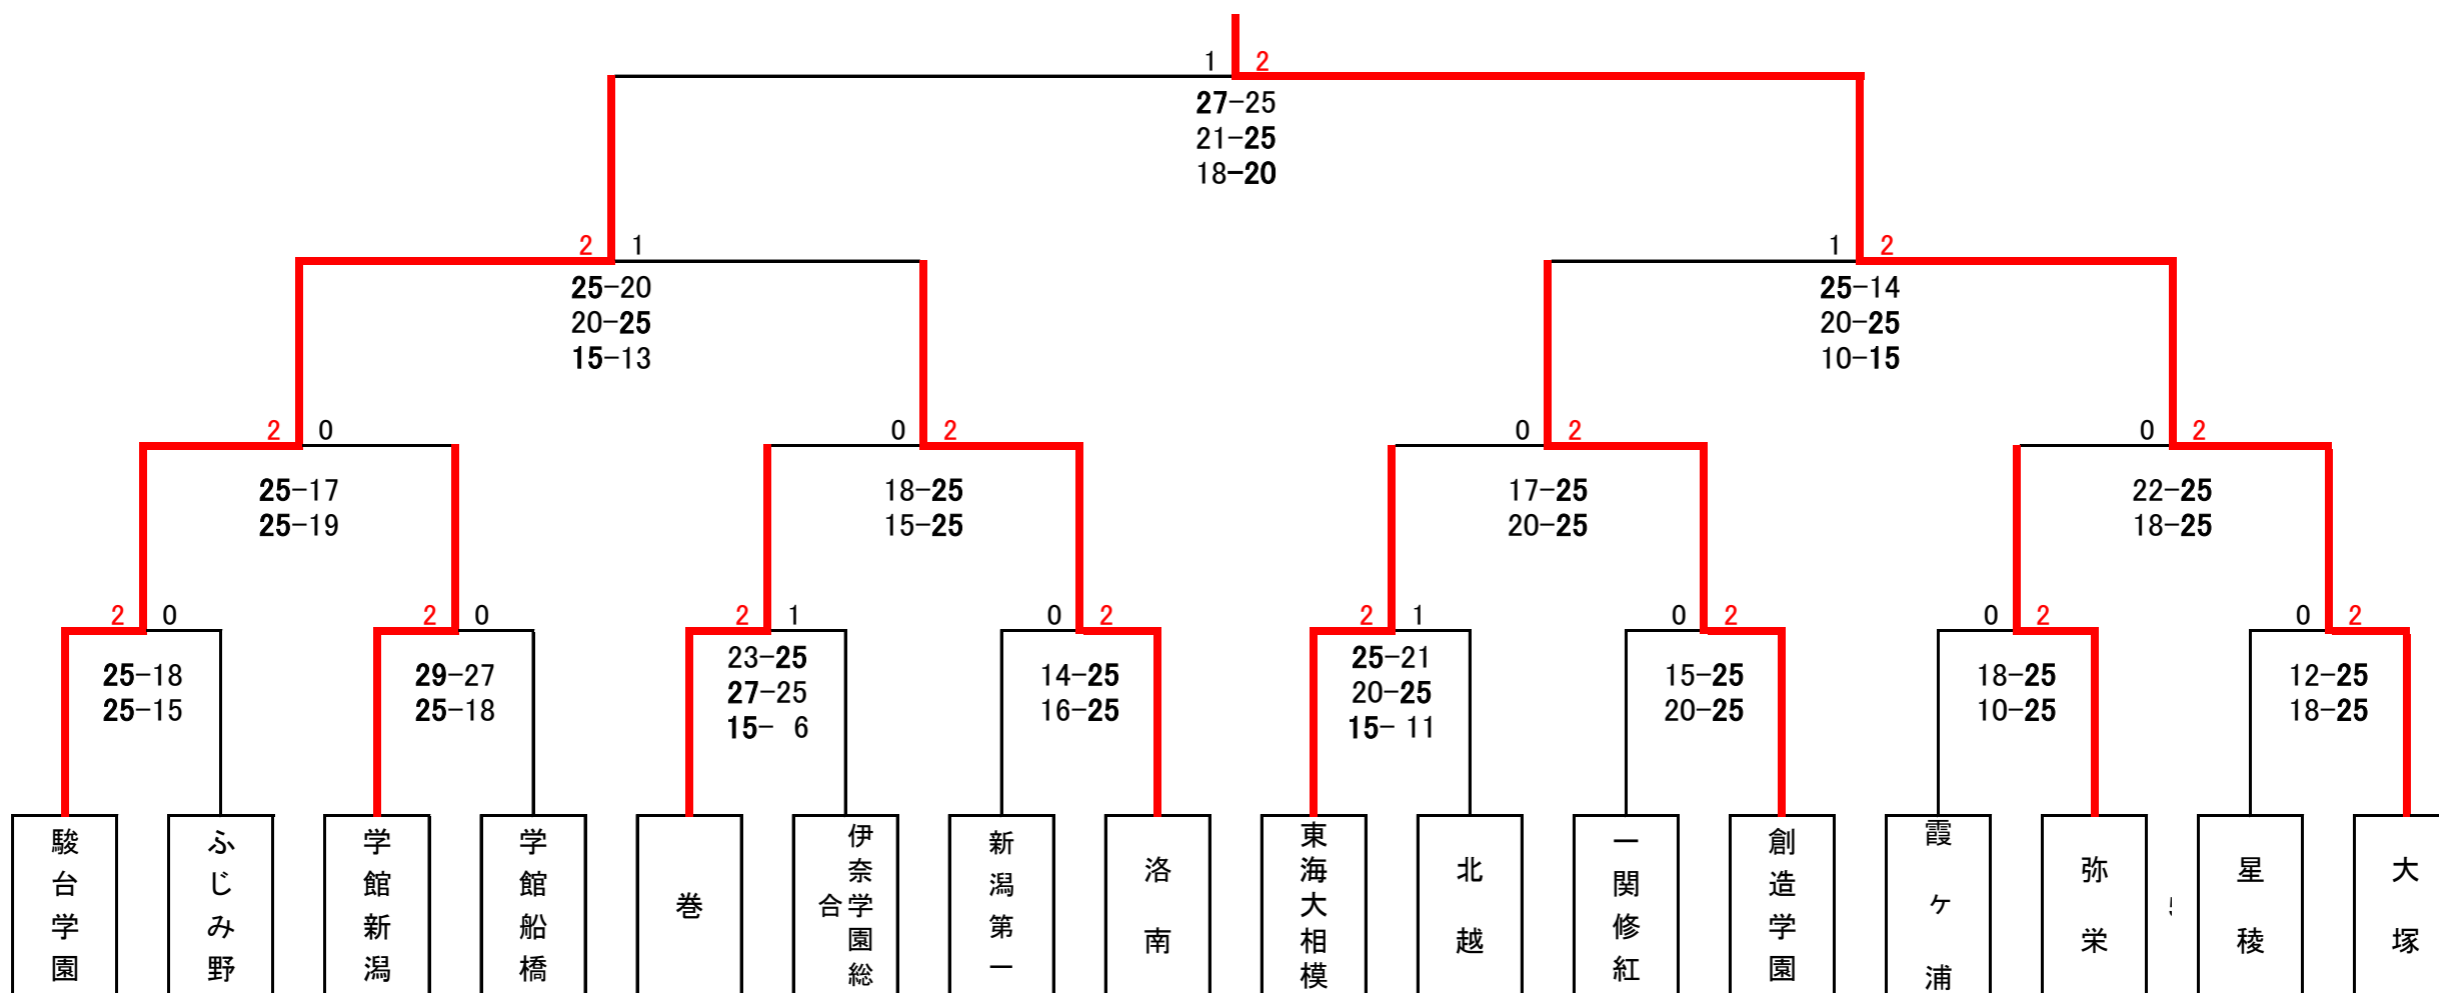 1 2
27-25
21-25
18-20
2 1
1 2
25-20
20-25
15-13
25-14
20-25
10-15
2 0
0 2
0 2
0 2
25-17
25-19
18-25
15-25
17-25
20-25
22-25
18-25
2 0
2 0
2 1
0 2
2 1
0 2
0 2
0 2
25-18
25-15
29-27
25-18
23-25
27-25
15- 6
14-25
16-25
25-21
20-25
15- 11
15-25
20-25
18-25
10-25
12-25
18-25
駿台学園
ふじみ野
学館新潟
学館船橋
巻
伊奈学園総
合
新潟第一
洛南
東海大相模
北越
一関修紅
創造学園
霞ヶ浦
弥栄
星稜
大塚